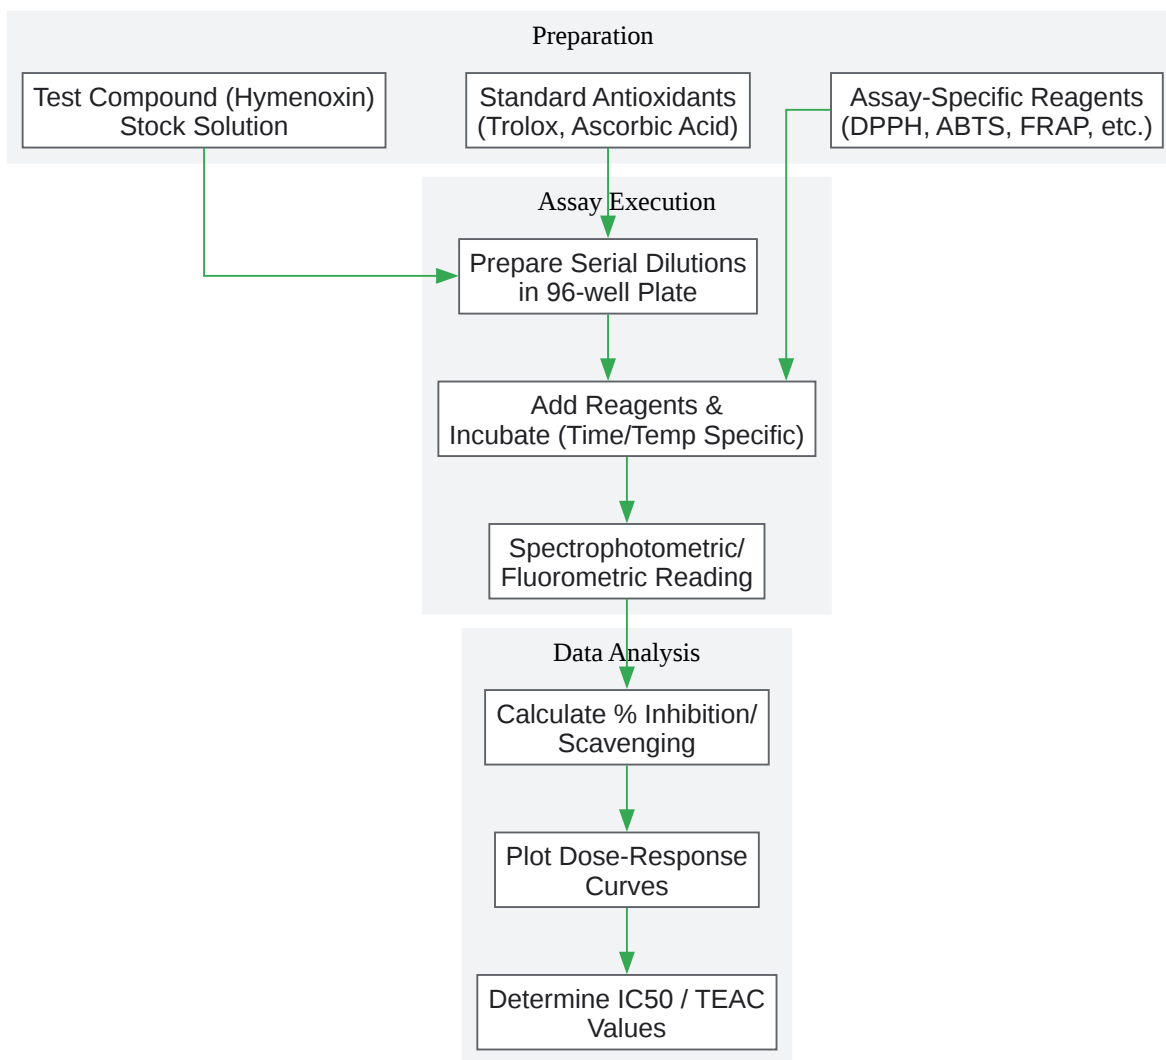 Preparation
Test Compound (Hymenoxin)
Stock Solution
Standard Antioxidants
(Trolox, Ascorbic Acid)
Assay-Specific Reagents
(DPPH, ABTS, FRAP, etc.)
Assay Execution
Prepare Serial Dilutions
in 96-well Plate
Add Reagents &
Incubate (Time/Temp Specific)
Spectrophotometric/
Fluorometric Reading
Data Analysis
Calculate % Inhibition/
Scavenging
Plot Dose-Response
Curves
Determine IC50 / TEAC
Values